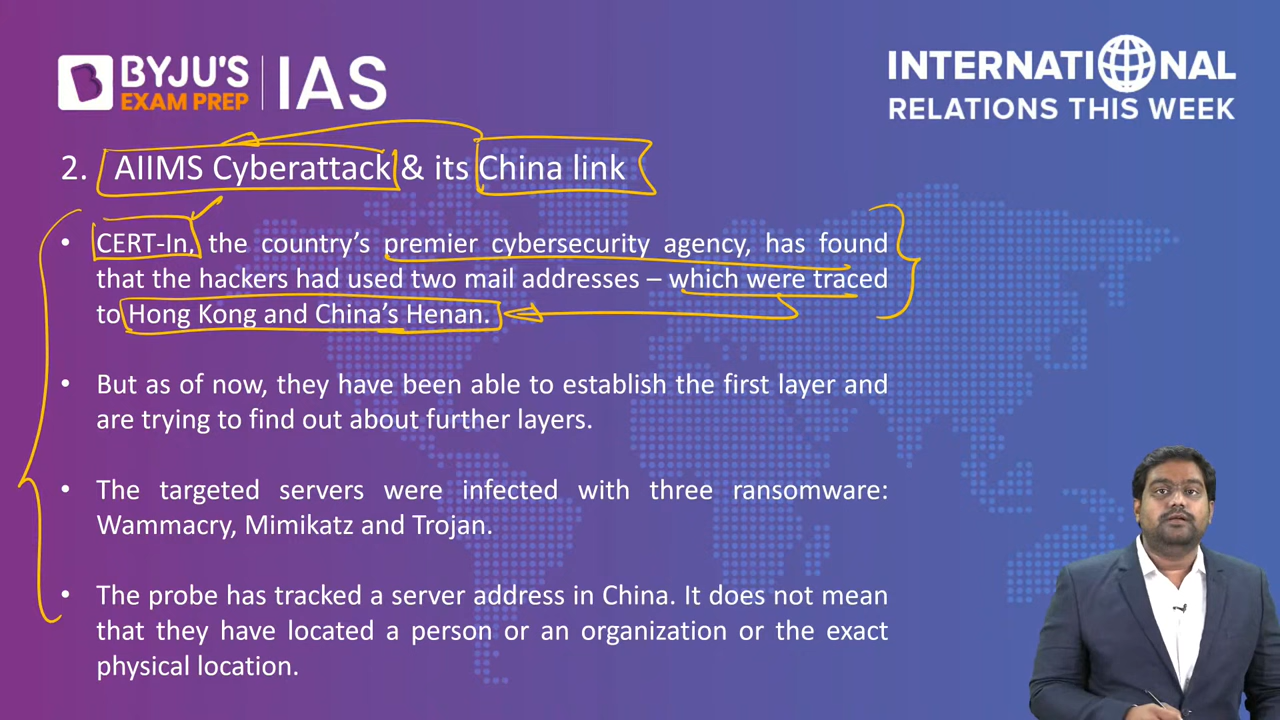 BYJU'S
EXAM PREP
IAS
INTERNATIONAL
RELATIONS THIS WEEK
2. AIIMS Cyberattack & its China link
• CERT-In, the country's premier cybersecurity agency, has found
that the hackers had used two mail addresses – which were traced
to Hong Kong and China's Henan.
• But as of now, they have been able to establish the first layer and
are trying to find out about further layers.
• The targeted servers were infected with three ransomware:
Wammacry, Mimikatz and Trojan.
• The probe has tracked a server address in China. It does not mean
that they have located a person or an organization or the exact
physical location.